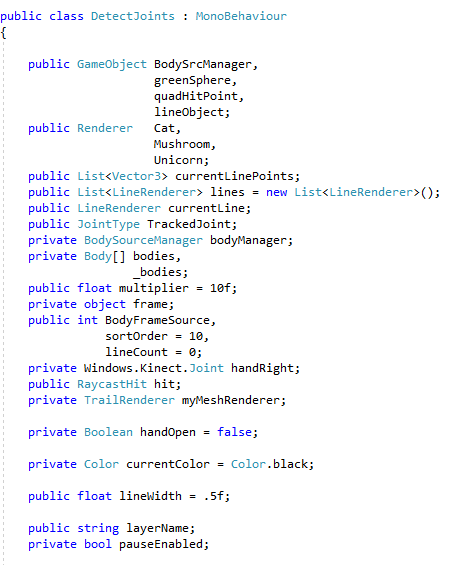 public class DetectJoints : MonoBehaviour
{
public GameObject BodySrcManager,
greenSphere,
quadHitPoint,
lineObject;
public Renderer Cat,
Mushroom,
Unicorn;
public List<Vector3> currentLinePoints;
public List<LineRenderer> lines = new List<LineRenderer>();
public LineRenderer currentLine;
public JointType TrackedJoint;
private BodySourceManager bodyManager;
private Body[] bodies,
_bodies;
public float multiplier = 10f;
private object frame;
public int BodyFrameSource,
sortOrder = 10,
lineCount = 0;
private Windows.Kinect.Joint handRight;
public RaycastHit hit;
private TrailRenderer myMeshRenderer;
private Boolean handOpen = false;
private Color currentColor = Color.black;
public float lineWidth = .5f;
public string layerName;
private bool pauseEnabled;